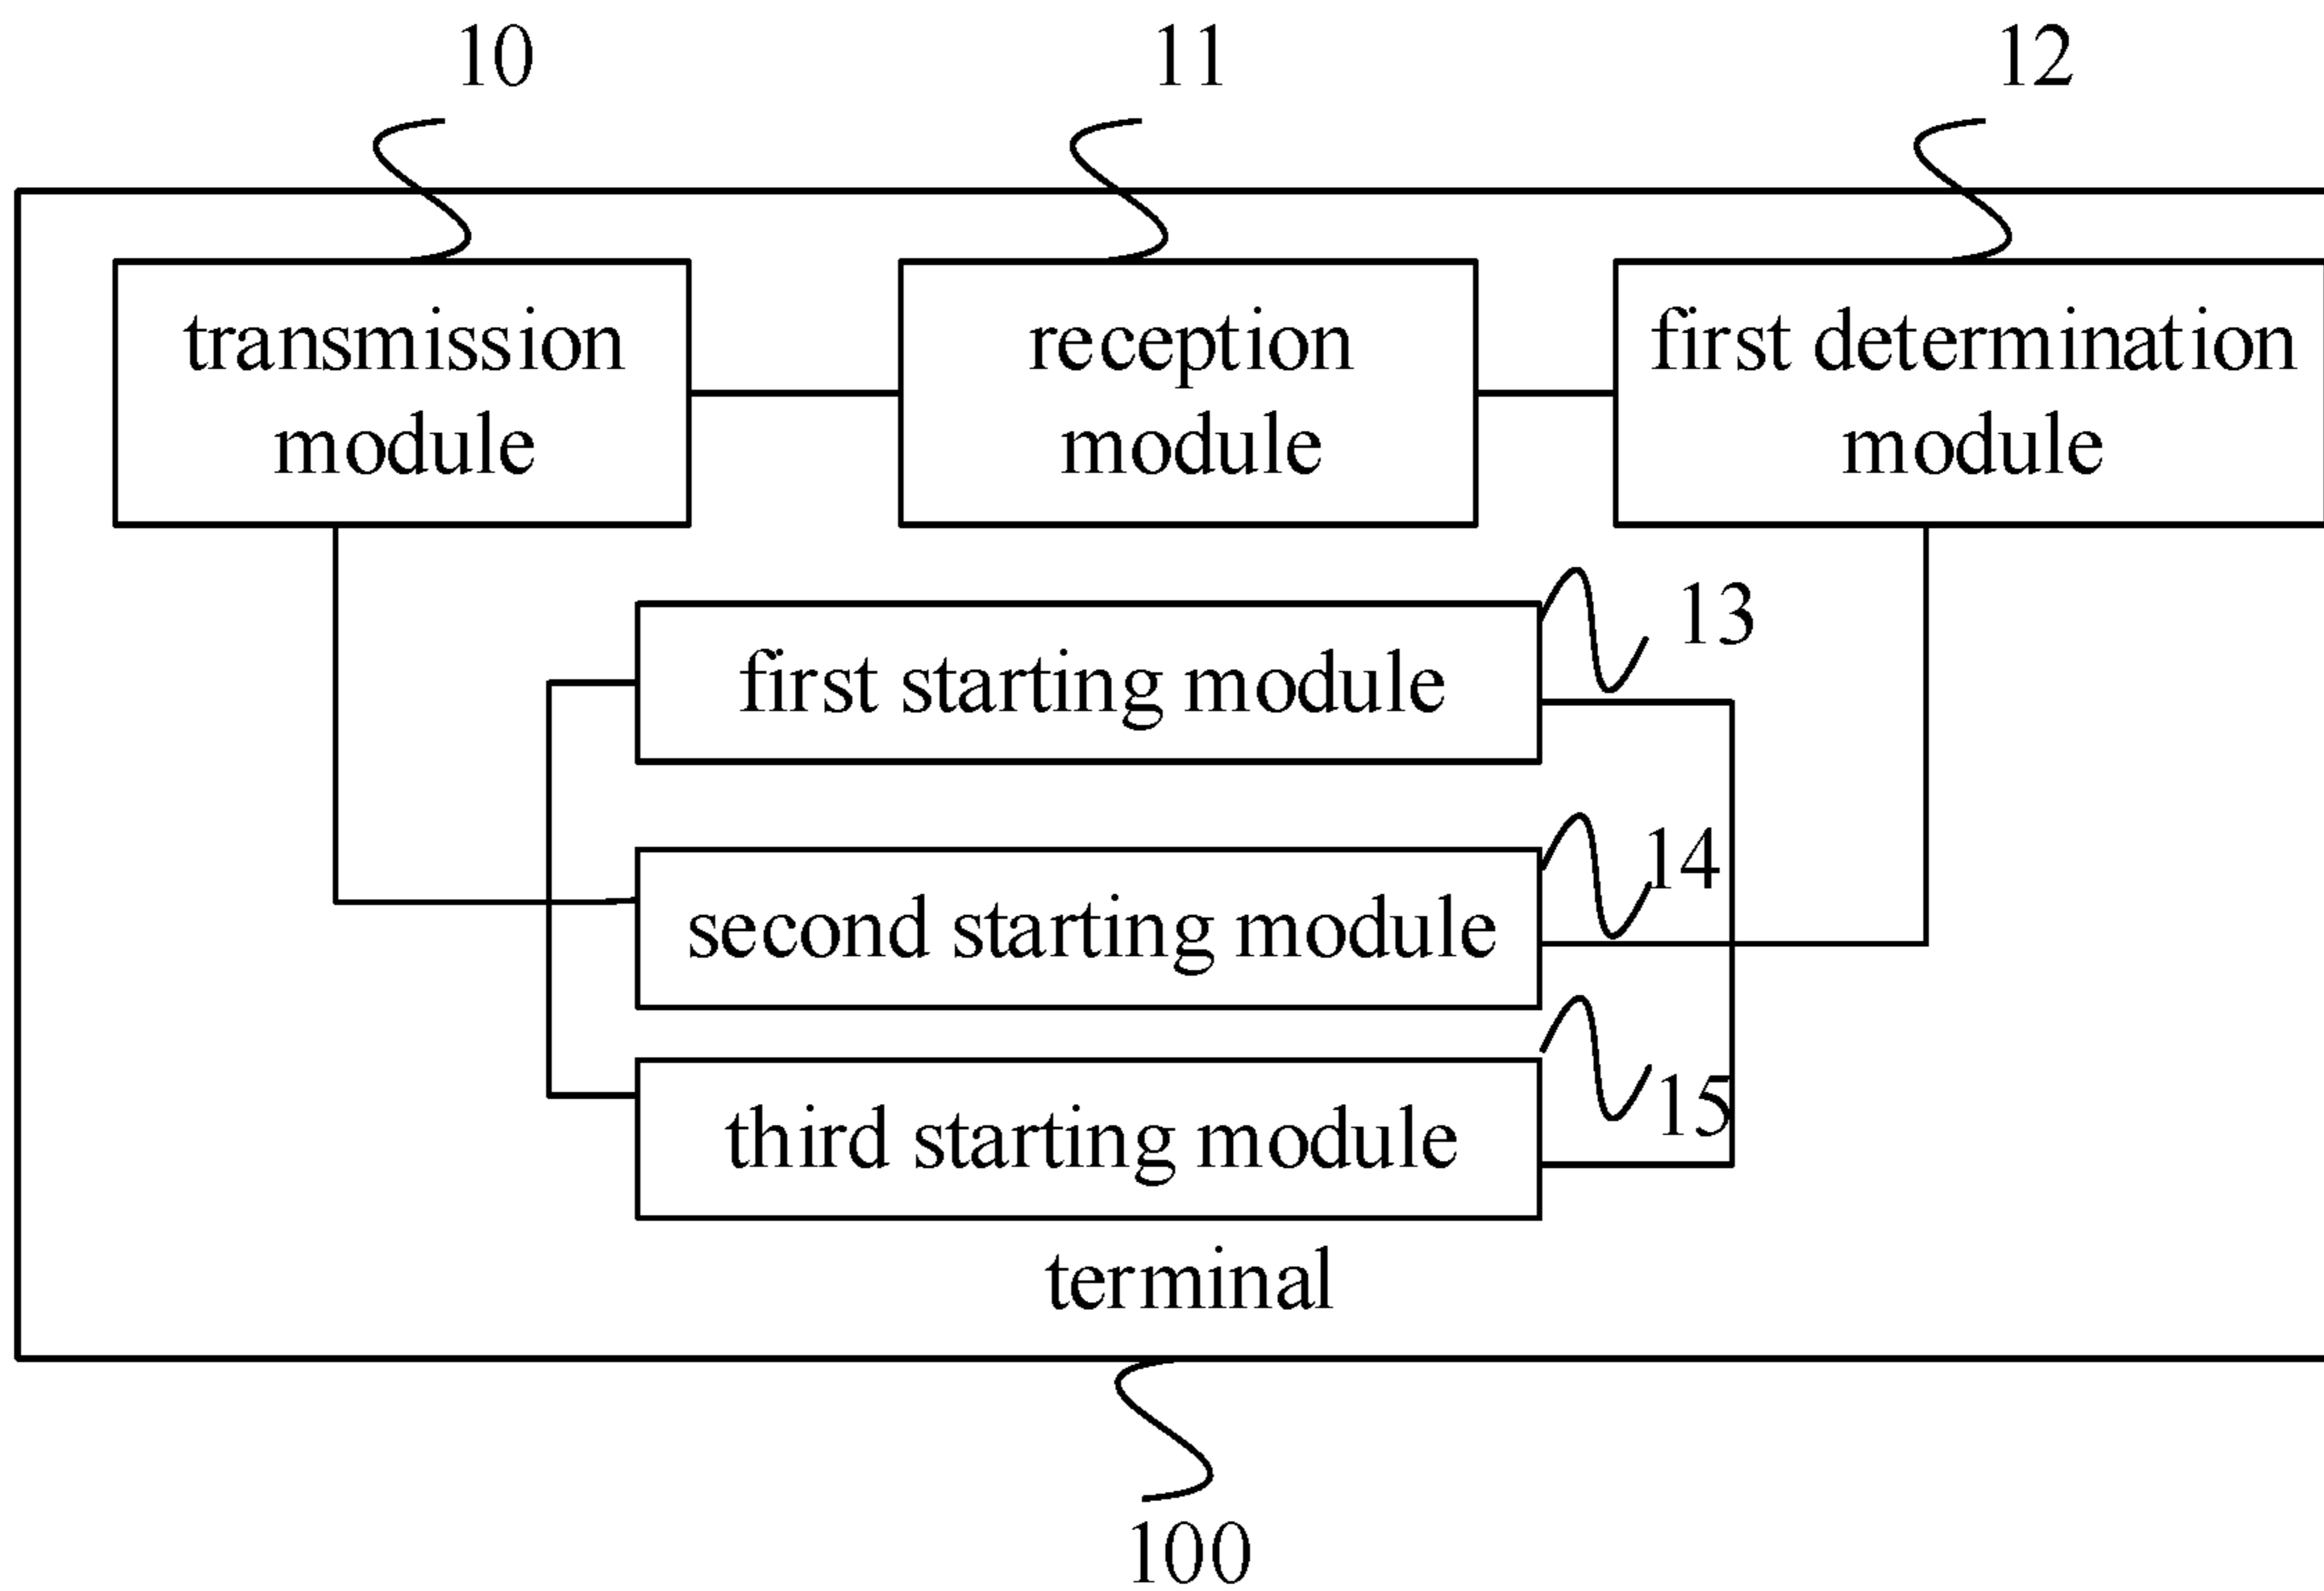 10
11
12
transmission
module
reception
module
first determination
module
13
first starting module
14
second starting module
15
third starting module
terminal
100